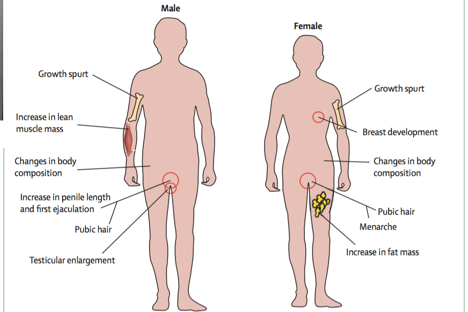 Male
Growth spurt
Increase in lean
muscle mass
Changes in body
composition
Increase in penile length
and first ejaculation
Pubic hair
Testicular enlargement
Female
Growth spurt
Breast development
Changes in body
composition
Pubic hair
Menarche
Increase in fat mass